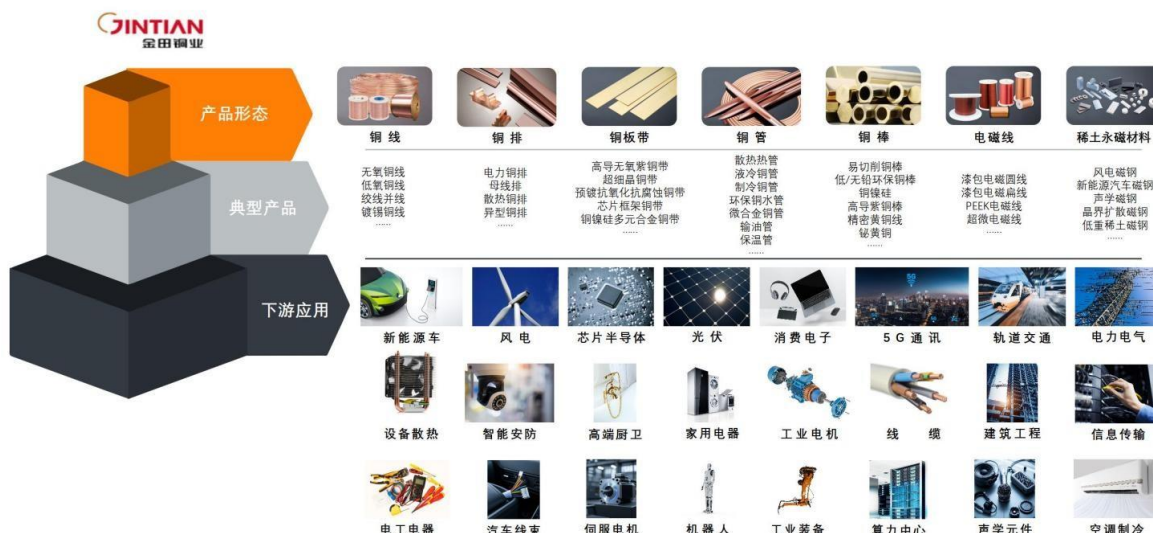 JINTIAN
金田铜业
产品形态
典型产品
下游应用
铜线
铜排
铜板带
铜管
铜棒
电磁线
稀土永磁材料
无氧铜线
低氧铜线
绞线并线
镀锡铜线
......
电力铜排
母线排
散热铜排
异型铜排
......
高导无氧紫铜带
超细晶铜带
预镀抗氧化抗腐蚀铜带
芯片框架铜带
铜镍硅多元合金铜带
......
散热热管
液冷铜管
制冷铜管
环保铜水管
微合金铜管
输油管
保温管
......
易切削铜棒
低/无铅环保铜棒
铜镍硅
高导紫铜棒
精密黄铜线
铋黄铜
......
漆包电磁圆线
漆包电磁扁线
PEEK电磁线
超微电磁线
......
风电磁钢
新能源汽车磁钢
声学磁钢
晶界扩散磁钢
低重稀土磁钢
......
新能源车
风电
芯片半导体
光伏
消费电子
5G通讯
轨道交通
电力电气
设备散热
智能安防
高端厨卫
家用电器
工业电机
线缆
建筑工程
信息传输
电工电器
汽车线束
伺服电机
机器人
工业装备
算力中心
声学元件
空调制冷